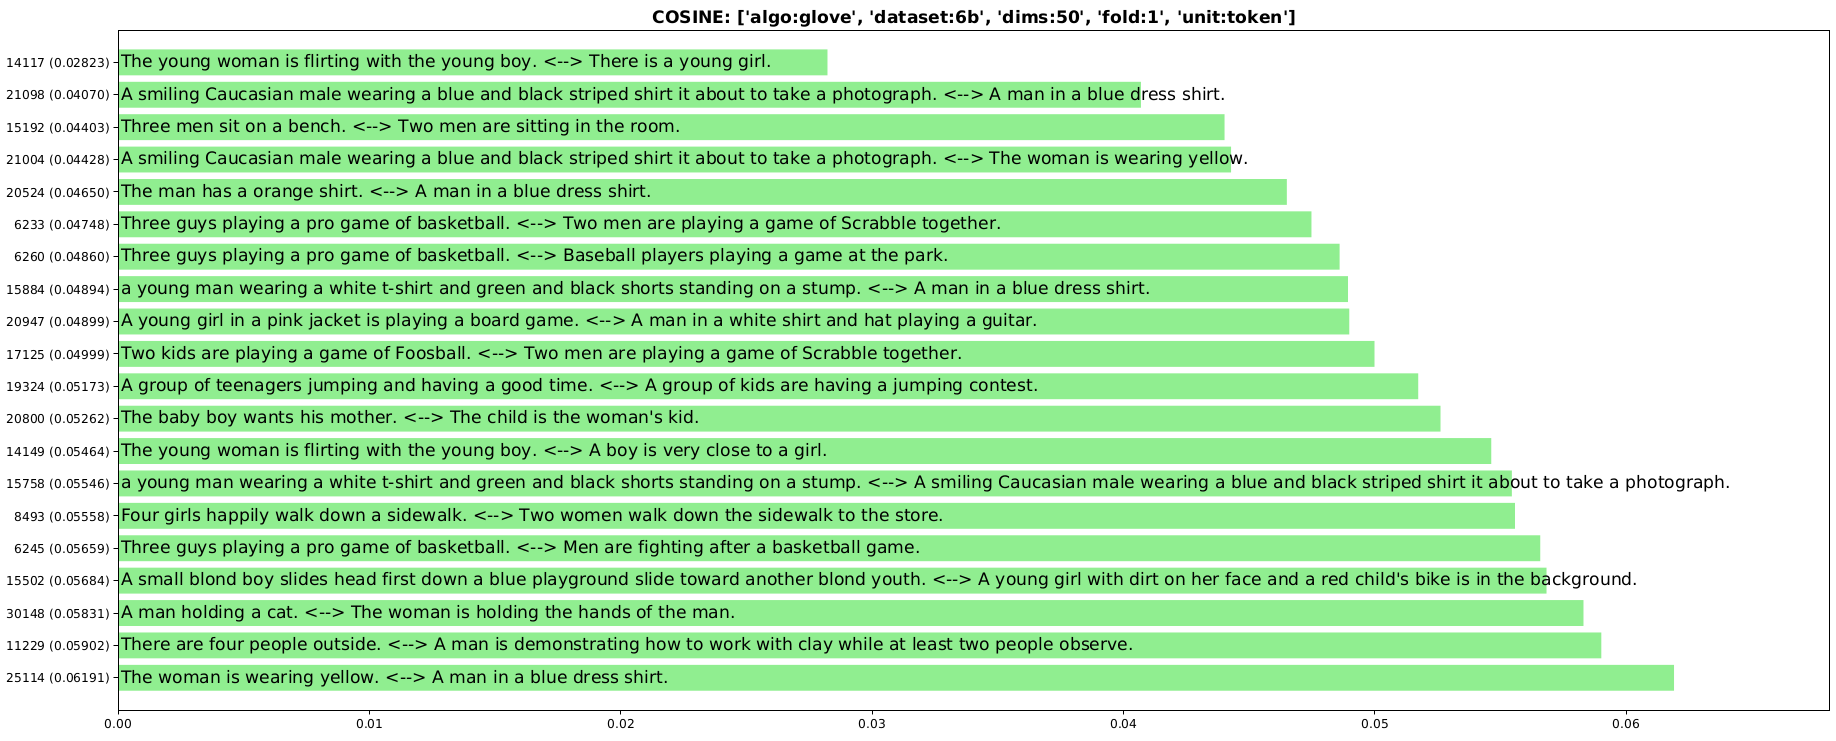 COSINE: ['algo:glove', 'dataset:6b', 'dims:50', 'fold:1', 'unit:token']
14117 (0.02823) The young woman is flirting with the young boy. <--> There is a young girl.
21098 (0.04070) A smiling Caucasian male wearing a blue and black striped shirt it about to take a photograph. <--> A man in a blue dress shirt.
15192 (0.04403) Three men sit on a bench. <--> Two men are sitting in the room.
21004 (0.04428) A smiling Caucasian male wearing a blue and black striped shirt it about to take a photograph. <--> The woman is wearing yellow.
20524 (0.04650) The man has a orange shirt. <--> A man in a blue dress shirt.
6233 (0.04748) Three guys playing a pro game of basketball. <--> Two men are playing a game of Scrabble together.
6260 (0.04860) Three guys playing a pro game of basketball. <--> Baseball players playing a game at the park.
15884 (0.04894) a young man wearing a white t-shirt and green and black shorts standing on a stump. <--> A man in a blue dress shirt.
20947 (0.04899) A young girl in a pink jacket is playing a board game. <--> A man in a white shirt and hat playing a guitar.
17125 (0.04999) Two kids are playing a game of Foosball. <--> Two men are playing a game of Scrabble together.
19324 (0.05173) A group of teenagers jumping and having a good time. <--> A group of kids are having a jumping contest.
20800 (0.05262) The baby boy wants his mother. <--> The child is the woman's kid.
14149 (0.05464) The young woman is flirting with the young boy. <--> A boy is very close to a girl.
15758 (0.05546) a young man wearing a white t-shirt and green and black shorts standing on a stump. <--> A smiling Caucasian male wearing a blue and black striped shirt it about to take a photograph.
8493 (0.05558) Four girls happily walk down a sidewalk. <--> Two women walk down the sidewalk to the store.
6245 (0.05659) Three guys playing a pro game of basketball. <--> Men are fighting after a basketball game.
15502 (0.05684) A small blond boy slides head first down a blue playground slide toward another blond youth. <--> A young girl with dirt on her face and a red child's bike is in the background.
30148 (0.05831) A man holding a cat. <--> The woman is holding the hands of the man.
11229 (0.05902) There are four people outside. <--> A man is demonstrating how to work with clay while at least two people observe.
25114 (0.06191) The woman is wearing yellow. <--> A man in a blue dress shirt.
0.00 0.01 0.02 0.03 0.04 0.05 0.06